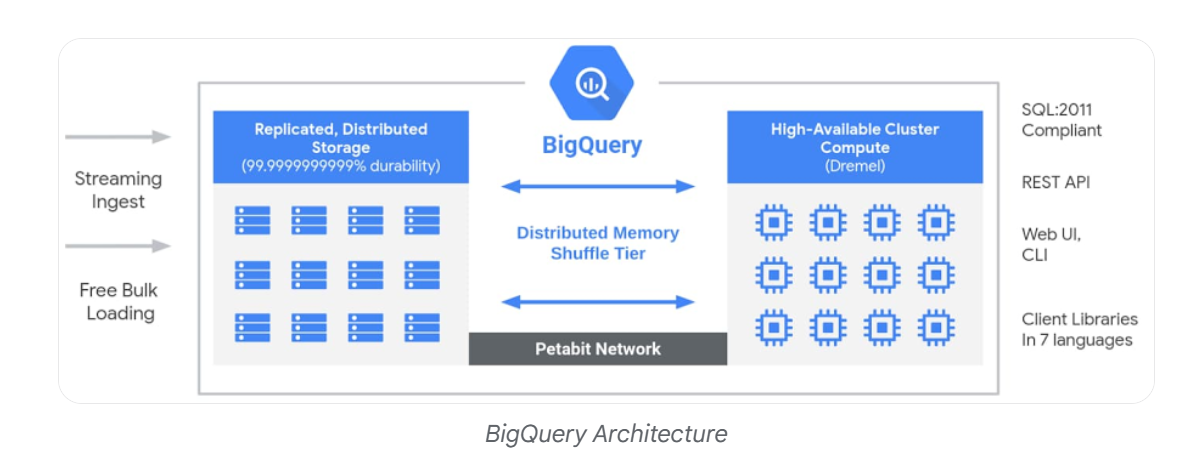 Streaming
Ingest
Free Bulk
Loading
Replicated, Distributed
Storage
(99.9999999999% durability)
BigQuery
Distributed Memory
Shuffle Tier
Petabit Network
High-Available Cluster
Compute
(Dremel)
SQL:2011
Compliant
REST API
Web UI,
CLI
Client Libraries
In 7 languages
BigQuery Architecture